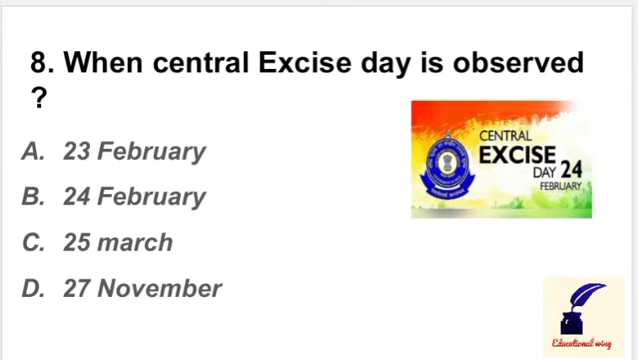 8. When central Excise day is observed
?
A. 23 February
B. 24 February
C. 25 march
D. 27 November
CENTRAL
EXCISE
DAY 24
FEBRUARY
Educational wing